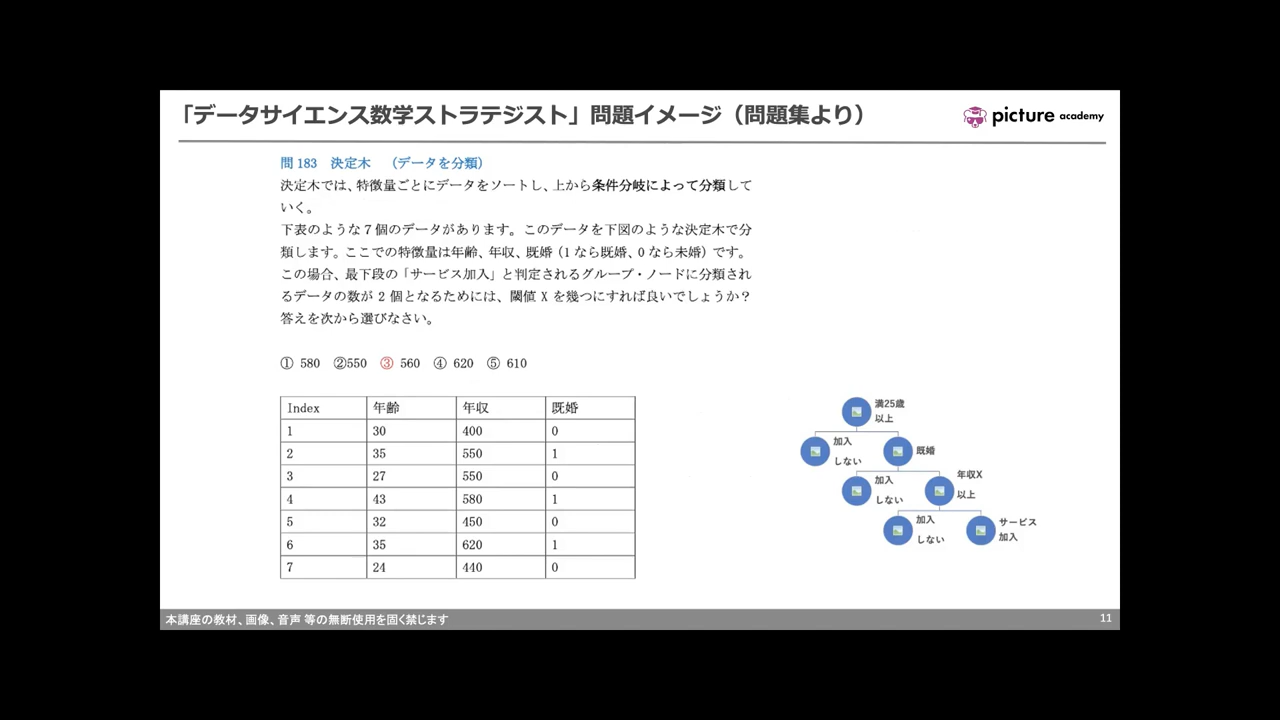 「データサイエンス数学ストラテジスト」問題イメージ（問題集より）
picture academy
問 183 決定木 （データを分類）
決定木では、特徴量ごとにデータをソートし、上から条件分岐によって分類して
いく。
下表のような 7 個のデータがあります。このデータを下図のような決定木で分
類します。ここでの特徴量は年齢、年収、既婚（1 なら既婚、0 なら未婚）です。
この場合、最下段の「サービス加入」と判定されるグループ・ノードに分類され
るデータの数が 2 個となるためには、閾値 X を幾つにすれば良いでしょうか？
答えを次から選びなさい。
① 580 ②550 ③ 560 ④ 620 ⑤ 610
Index 年齢 年収 既婚
1 30 400 0
2 35 550 1
3 27 550 0
4 43 580 1
5 32 450 0
6 35 620 1
7 24 440 0
満25歳
以上
加入
しない
既婚
加入
しない
年収X
以上
加入
しない
サービス
加入
本講座の教材、画像、音声 等の無断使用を固く禁じます
11